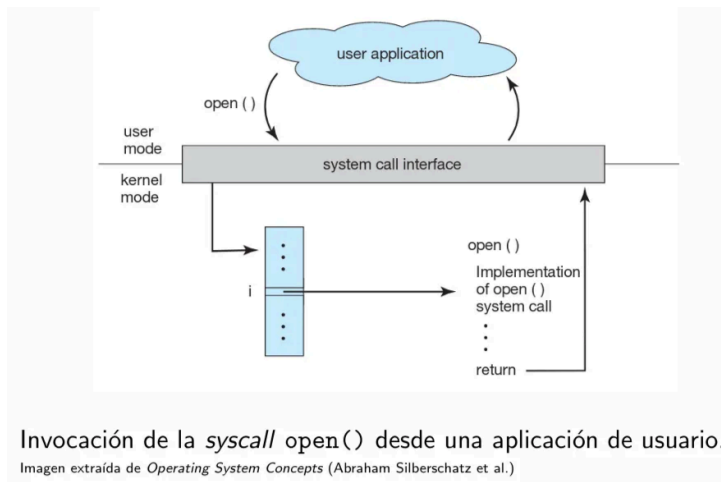 user application
open ( )
user
mode
system call interface
kernel
mode
i
open ( )
Implementation
of open ( )
system call
return
Invocación de la syscall open() desde una aplicación de usuario.
Imagen extraída de Operating System Concepts (Abraham Silberschatz et al.)